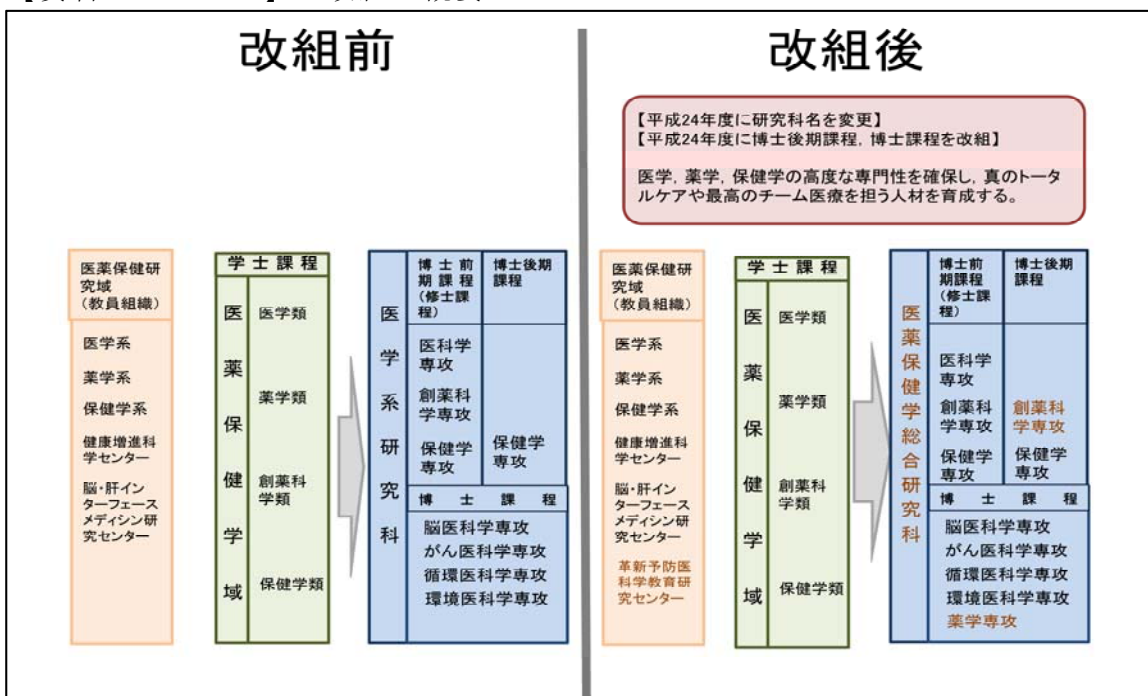 改組前
医薬保健研
究域
(教員組織)
医学系
薬学系
保健学系
健康増進科
学センター
脳・肝イン
ターフェース
メディシン研
究センター
学士課程
医薬保健学域
医学類
薬学類
創薬科
学類
保健学類
医学系研究科
博士前
期課程
(修士課
程)
博士後期
課程
医科学
専攻
創薬科
学専攻
保健学
専攻
保健学
専攻
博士課程
脳医科学専攻
がん医科学専攻
循環医科学専攻
環境医科学専攻
改組後
【平成24年度に研究科名を変更】
【平成24年度に博士後期課程, 博士課程を改組】
医学, 薬学, 保健学の高度な専門性を確保し, 真のトータ
ルケアや最高のチーム医療を担う人材を育成する。
医薬保健研
究域
(教員組織)
医学系
薬学系
保健学系
健康増進科
学センター
脳・肝イン
ターフェース
メディシン研
究センター
革新予防医
科学教育研
究センター
学士課程
医薬保健学域
医学類
薬学類
創薬科
学類
保健学類
医薬保健学総合研究科
博士前
期課程
(修士課
程)
博士後期
課程
医科学
専攻
創薬科
学専攻
保健学
専攻
創薬科
学専攻
保健学
専攻
博士課程
脳医科学専攻
がん医科学専攻
循環医科学専攻
環境医科学専攻
薬学専攻